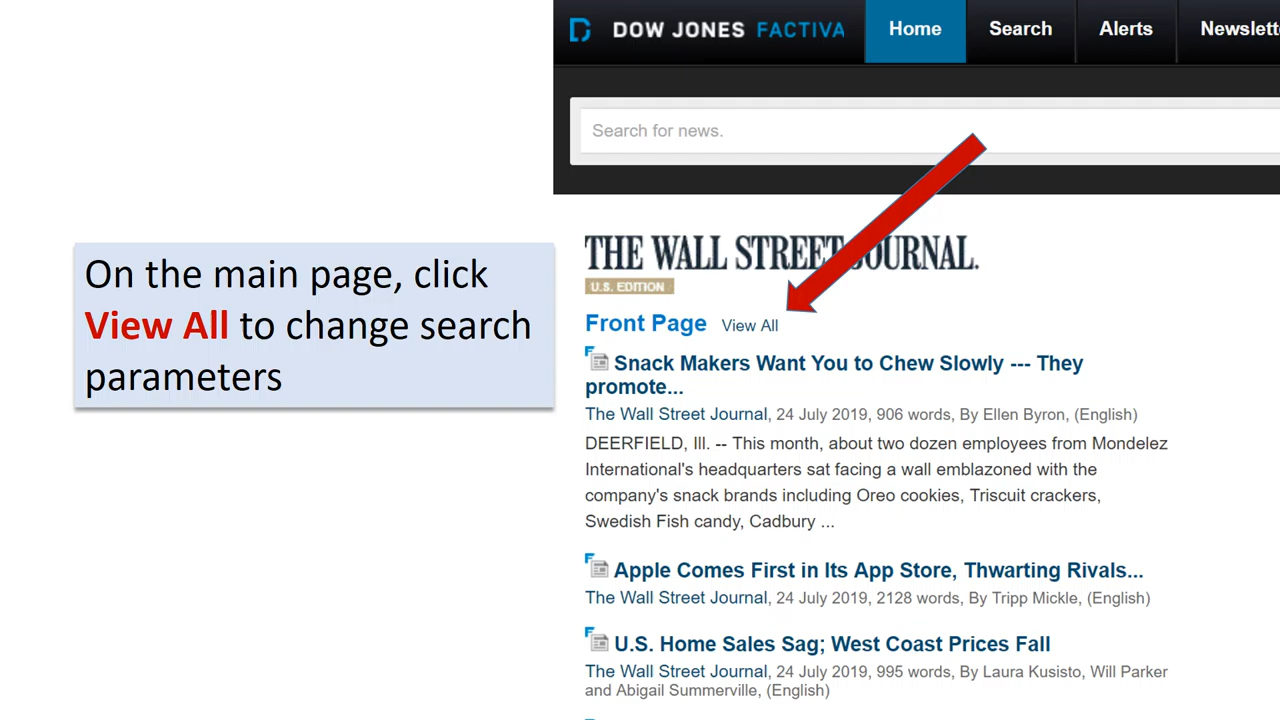 DOW JONES FACTIVA
Home
Search
Alerts
Search for news.
On the main page, click
View All to change search
parameters
THE WALL STREET JOURNAL.
U.S. EDITION
Front Page View All
Snack Makers Want You to Chew Slowly --- They
promote...
The Wall Street Journal, 24 July 2019, 906 words, By Ellen Byron, (English)
DEERFIELD, Ill. -- This month, about two dozen employees from Mondelez
International's headquarters sat facing a wall emblazoned with the
company's snack brands including Oreo cookies, Triscuit crackers,
Swedish Fish candy, Cadbury ...
Apple Comes First in Its App Store, Thwarting Rivals...
The Wall Street Journal, 24 July 2019, 2128 words, By Tripp Mickle, (English)
U.S. Home Sales Sag; West Coast Prices Fall
The Wall Street Journal, 24 July 2019, 995 words, By Laura Kusisto, Will Parker
and Abigail Summerville, (English)